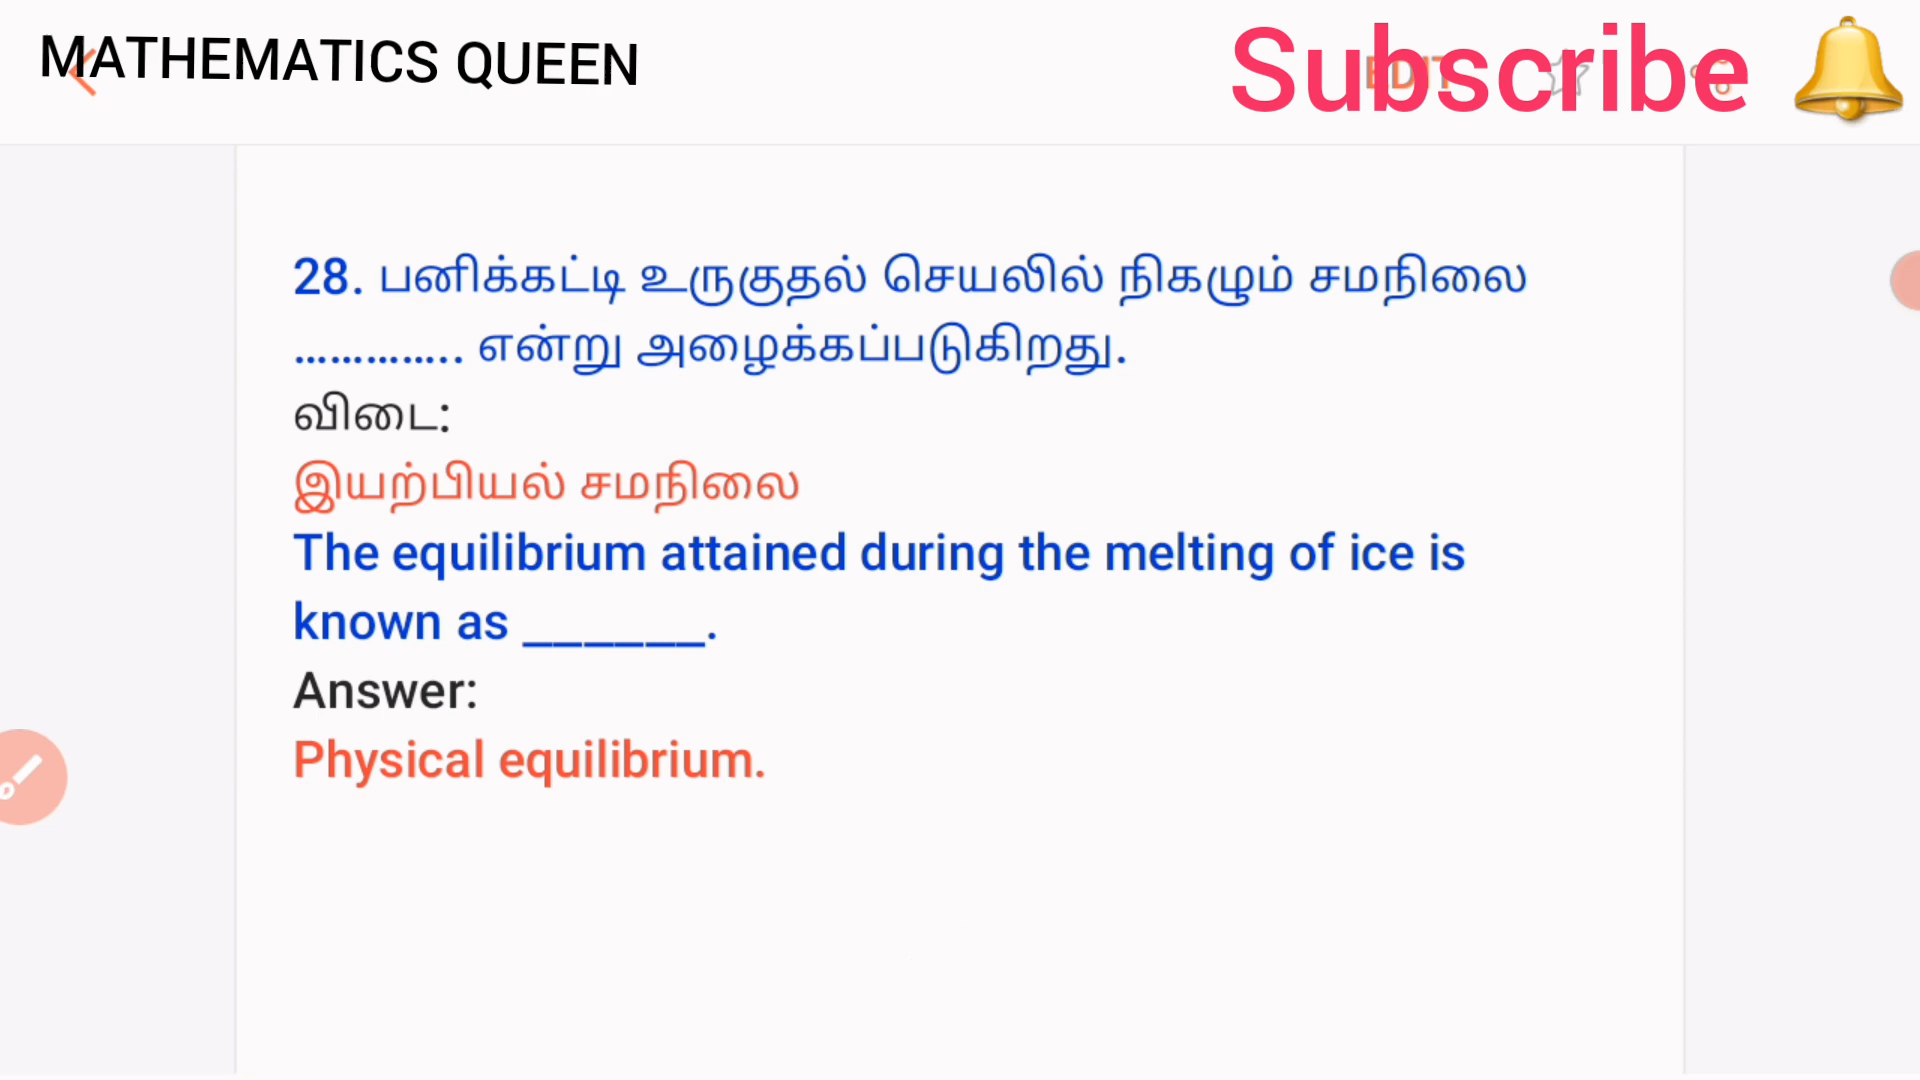 MATHEMATICS QUEEN
Subscribe
EDIT
28. பனிக்கட்டி உருகுதல் செயலில் நிகழும் சமநிலை
………….. என்று அழைக்கப்படுகிறது.
விடை:
இயற்பியல் சமநிலை
The equilibrium attained during the melting of ice is
known as ______.
Answer:
Physical equilibrium.